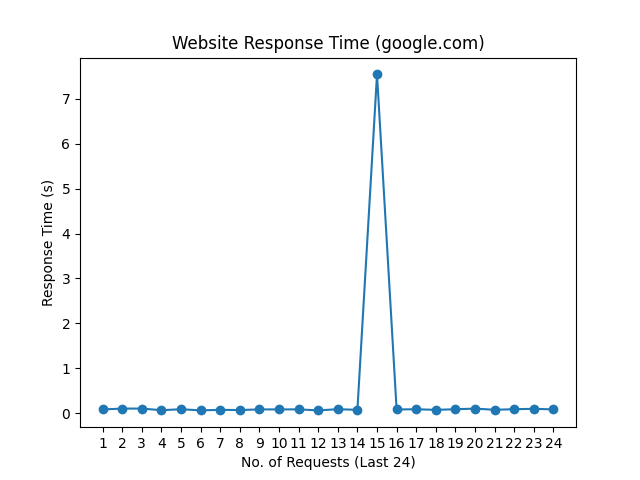 Website Response Time (google.com)
7
6
5
4
3
2
1
0
Response Time (s)
1 2 3 4 5 6 7 8 9 10 11 12 13 14 15 16 17 18 19 20 21 22 23 24
No. of Requests (Last 24)